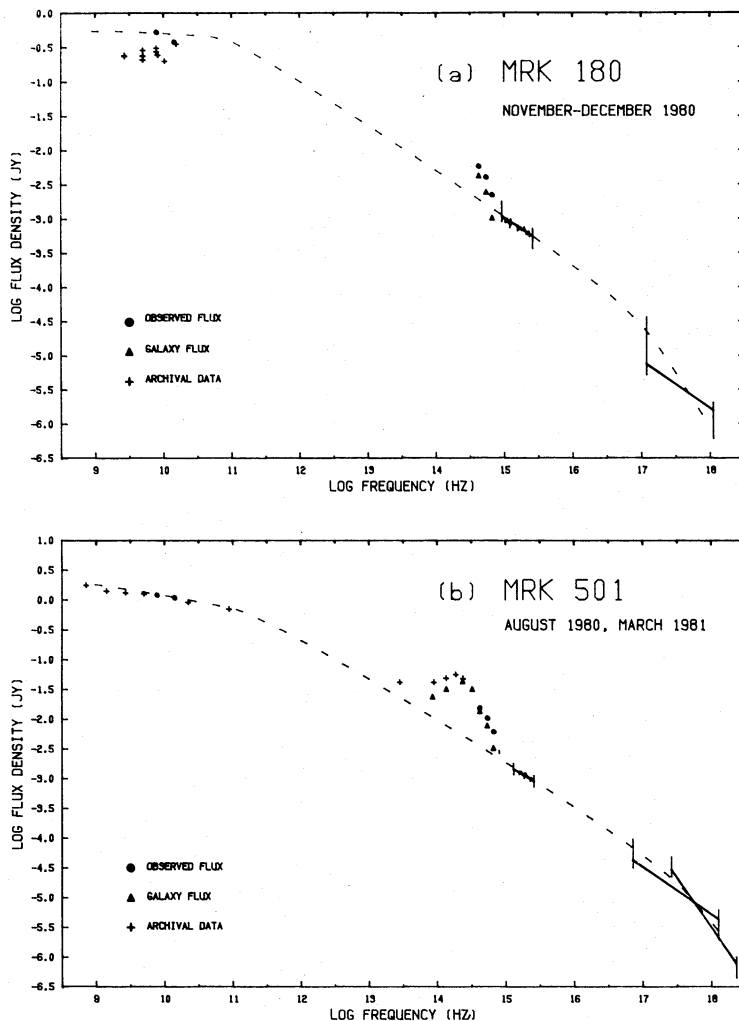 0.0
-0.5
-1.0
-1.5
-2.0
-2.5
-3.0
-3.5
-4.0
-4.5
-5.0
-5.5
-6.0
-6.5
LOG FLUX DENSITY (JY)
(a) MRK 180
NOVEMBER-DECEMBER 1980
OBSERVED FLUX
GALAXY FLUX
ARCHIVAL DATA
9 10 11 12 13 14 15 16 17 18
LOG FREQUENCY (HZ)
1.0
0.5
0.0
-0.5
-1.0
-1.5
-2.0
-2.5
-3.0
-3.5
-4.0
-4.5
-5.0
-5.5
-6.0
-6.5
LOG FLUX DENSITY (JY)
(b) MRK 501
AUGUST 1980, MARCH 1981
OBSERVED FLUX
GALAXY FLUX
ARCHIVAL DATA
9 10 11 12 13 14 15 16 17 18
LOG FREQUENCY (HZ)